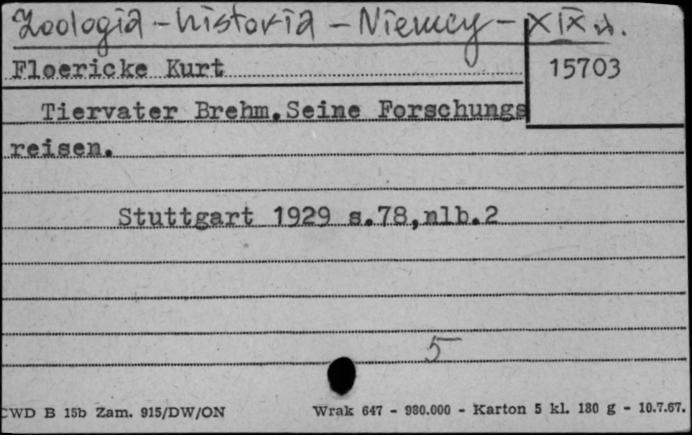 Zoologia - historia - Niemcy - XIX w.
Floericke Kurt
15703
Tiervater Brehm.Seine Forschungs
reisen.
Stuttgart 1929 s.78,nlb.2
5
CWD B 15b Zam. 915/DW/ON Wrak 647 - 980.000 - Karton 5 kl. 180 g - 10.7.67.